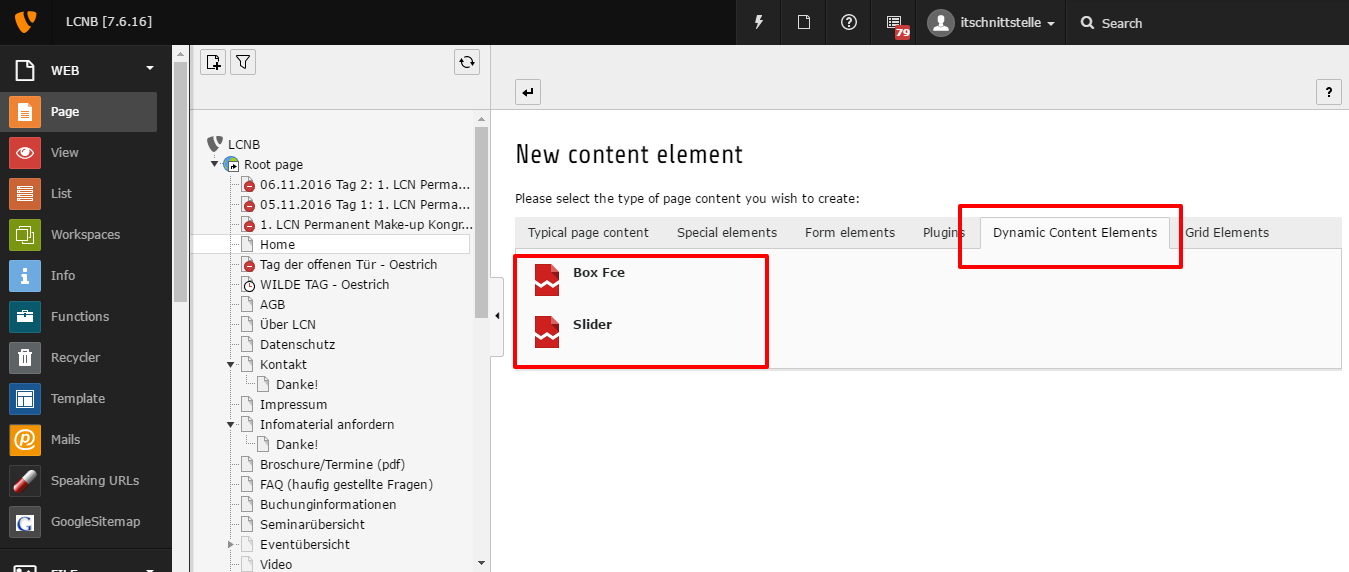 LCNB [7.6.16]
79
itschnittstelle
Search
WEB
Page
View
List
Workspaces
Info
Functions
Recycler
Template
Mails
Speaking URLs
GoogleSitemap
LCNB
Root page
06.11.2016 Tag 2: 1. LCN Perma...
05.11.2016 Tag 1: 1. LCN Perma...
1. LCN Permanent Make-up Kongr...
Home
Tag der offenen Tür - Oestrich
WILDE TAG - Oestrich
AGB
Über LCN
Datenschutz
Kontakt
Danke!
Impressum
Infomaterial anfordern
Danke!
Broschure/Termine (pdf)
FAQ (haufig gestellte Fragen)
Buchunginformationen
Seminarübersicht
Eventübersicht
Video
?
New content element
Please select the type of page content you wish to create:
Typical page content
Special elements
Form elements
Plugins
Dynamic Content Elements
Grid Elements
Box Fce
Slider